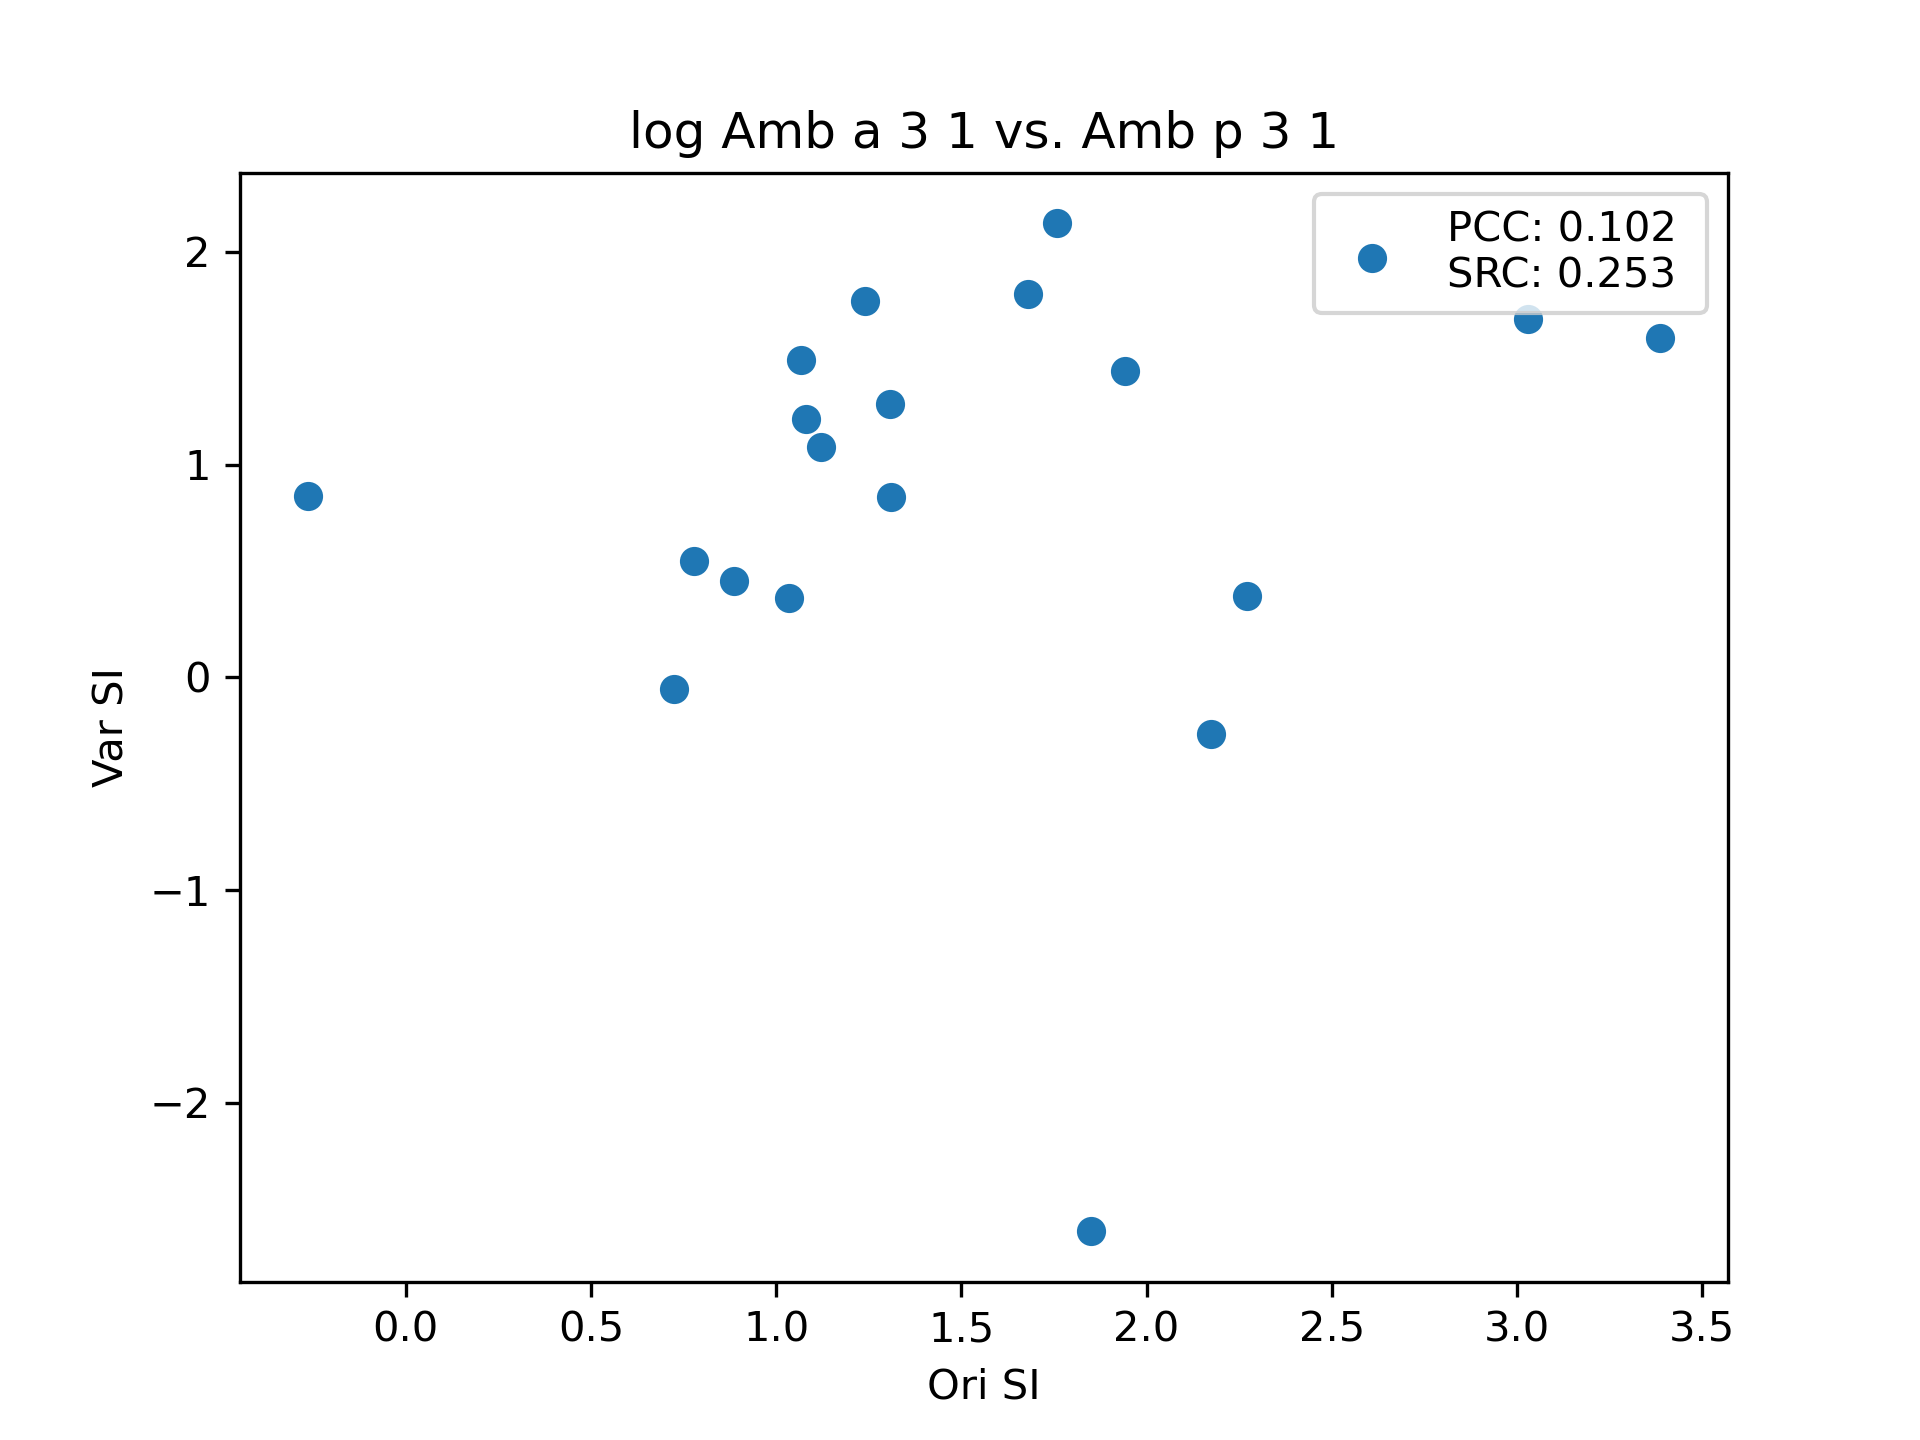 log Amb a 3 1 vs. Amb p 3 1
PCC: 0.102
SRC: 0.253
2
1
0
−1
−2
Var SI
0.0 0.5 1.0 1.5 2.0 2.5 3.0 3.5
Ori SI